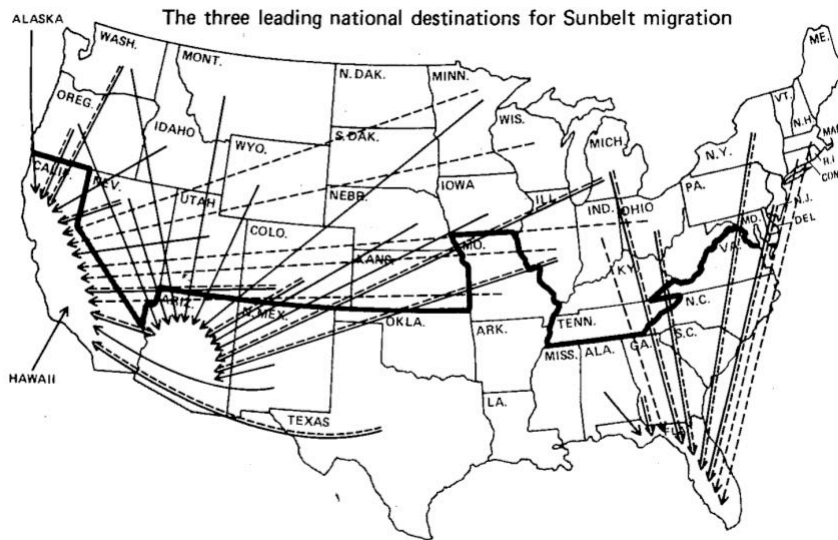 The three leading national destinations for Sunbelt migration
ALASKA
WASH.
MONT.
N. DAK.
MINN.
ME.
OREG.
IDAHO
WYO.
S. DAK.
WIS.
MICH.
VT.
N.H.
N.Y.
R.I
CON
CALIF.
NEV.
UTAH
NEBR.
IOWA
ILL.
IND.
OHIO
PA.
N.J.
DEL
MD.
COLO.
KANS.
MO.
KY.
VA.
ARIZ.
N. MEX.
OKLA.
ARK.
TENN.
N.C.
S.C.
HAWAII
TEXAS
LA.
MISS.
ALA.
GA.